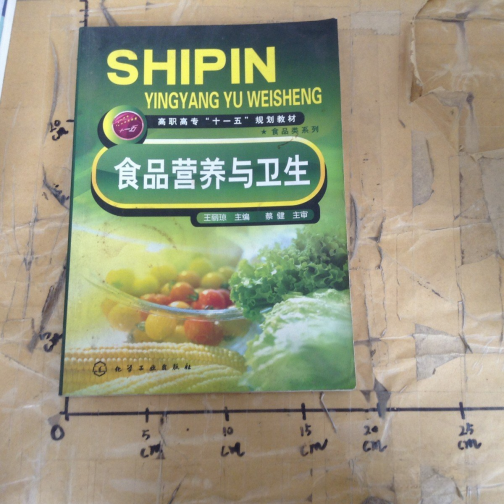 SHIPIN
YINGYANG YU WEISHENG
高职高专“十一五”规划教材
★食品类系列
食品营养与卫生
王丽琼 主编 蔡健 主审
化学工业出版社
0
5 cm
10 cm
15 cm
20 cm
25 cm